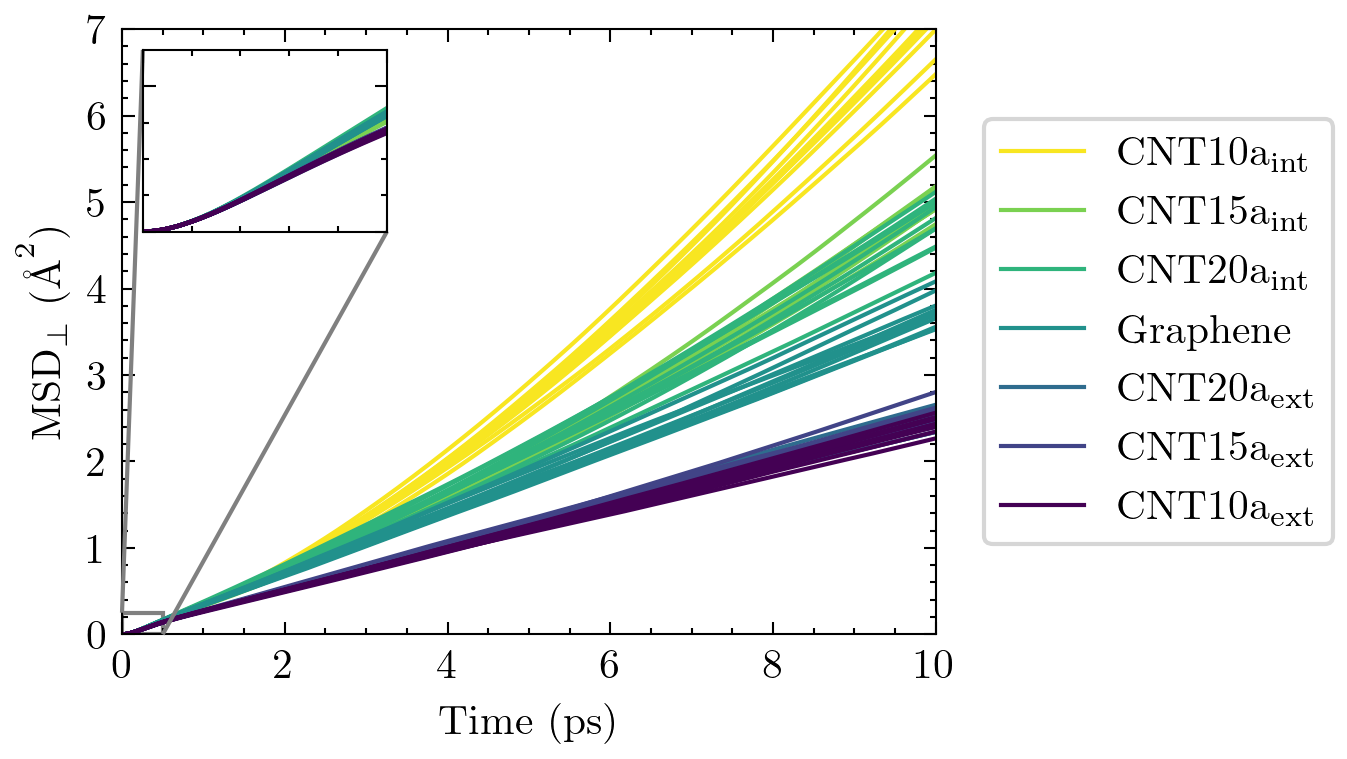 7
6
5
4
3
2
1
0
MSD⊥ (Å²)
0 2 4 6 8 10
Time (ps)
CNT10a_int
CNT15a_int
CNT20a_int
Graphene
CNT20a_ext
CNT15a_ext
CNT10a_ext